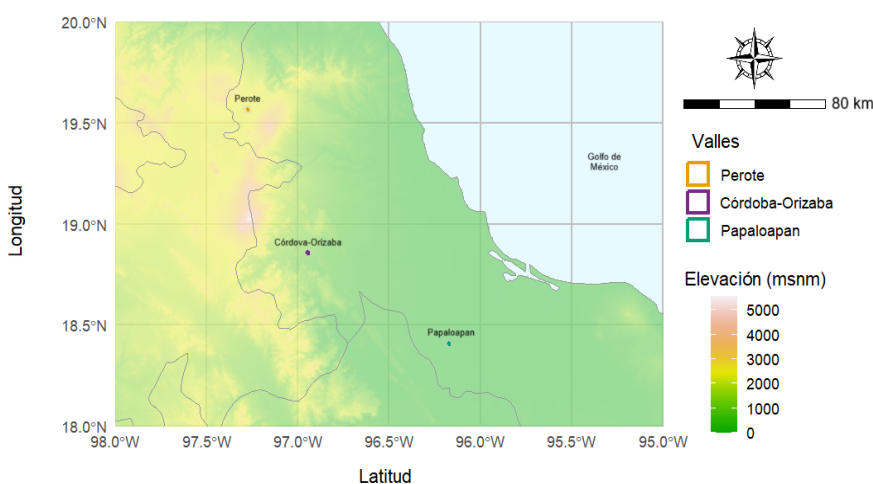 20.0°N
19.5°N
19.0°N
18.5°N
18.0°N
98.0°W
97.5°W
97.0°W
96.5°W
96.0°W
95.5°W
95.0°W
Longitud
Latitud
Perote
Córdova-Orizaba
Papaloapan
Golfo de
México
80 km
Valles
Perote
Córdoba-Orizaba
Papaloapan
Elevación (msnm)
5000
4000
3000
2000
1000
0